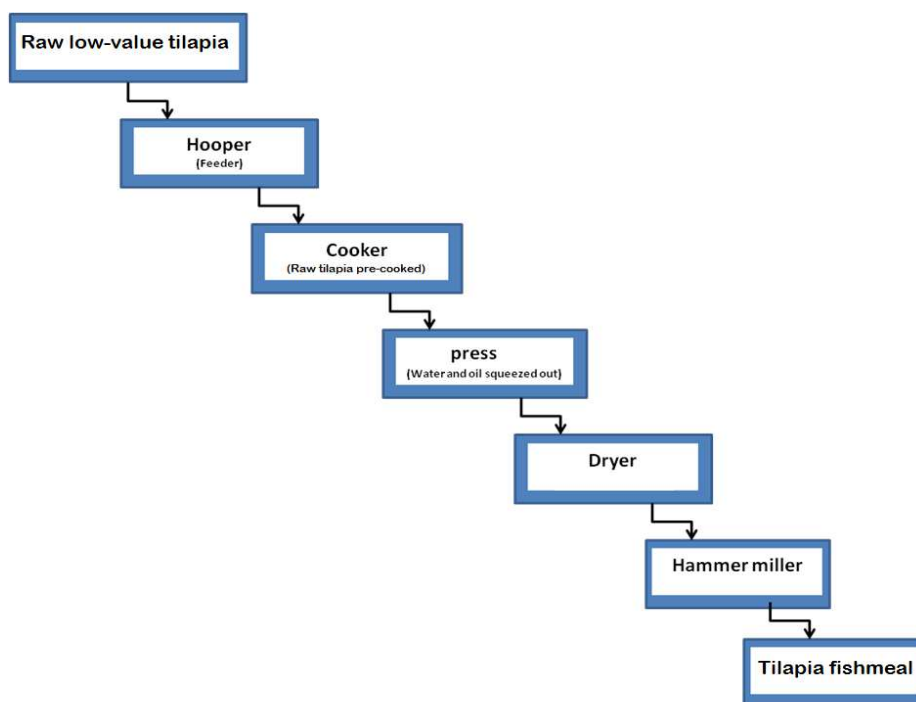 Raw low-value tilapia
Hooper
(Feeder)
Cooker
(Raw tilapia pre-cooked)
press
(Water and oil squeezed out)
Dryer
Hammer miller
Tilapia fishmeal